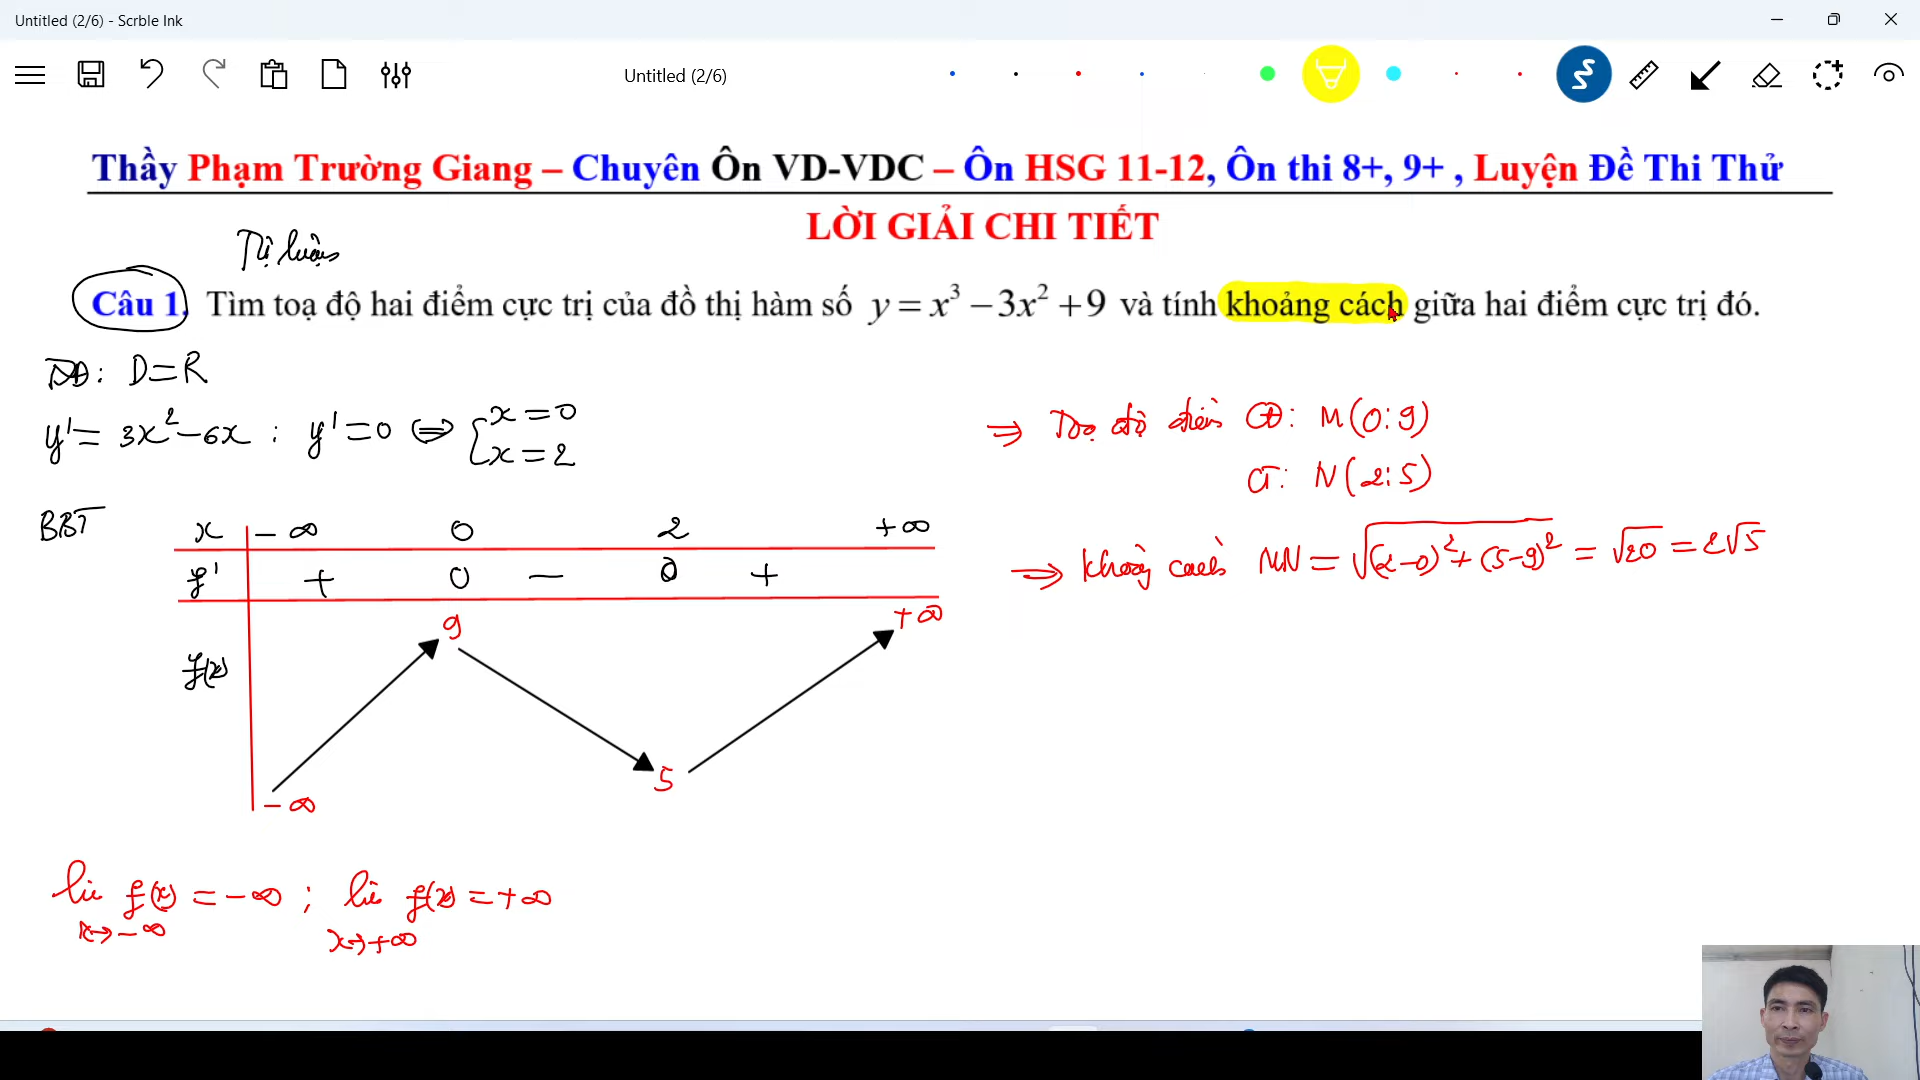 Untitled (2/6) - Scrble Ink
Untitled (2/6)
Thầy Phạm Trường Giang – Chuyên Ôn VD-VDC – Ôn HSG 11-12, Ôn thi 8+, 9+ , Luyện Đề Thi Thử
LỜI GIẢI CHI TIẾT
Tự luận
Câu 1. Tìm toạ độ hai điểm cực trị của đồ thị hàm số y = x³ − 3x² + 9 và tính khoảng cách giữa hai điểm cực trị đó.
: D = R
y' = 3x² − 6x ; y' = 0 ⇔ [ x = 0
x = 2
⇒ Toạ độ điểm CĐ: M(0;9)
CT: N(2;5)
BBT
x −∞ 0 2 +∞
y' + 0 − 0 +
⇒ Khoảng cách MN = √((2−0)² + (5−9)²) = √20 = 2√5
f(x) −∞ 9 5 +∞
lim f(x) = −∞ ; lim f(x) = +∞
x→−∞ x→+∞